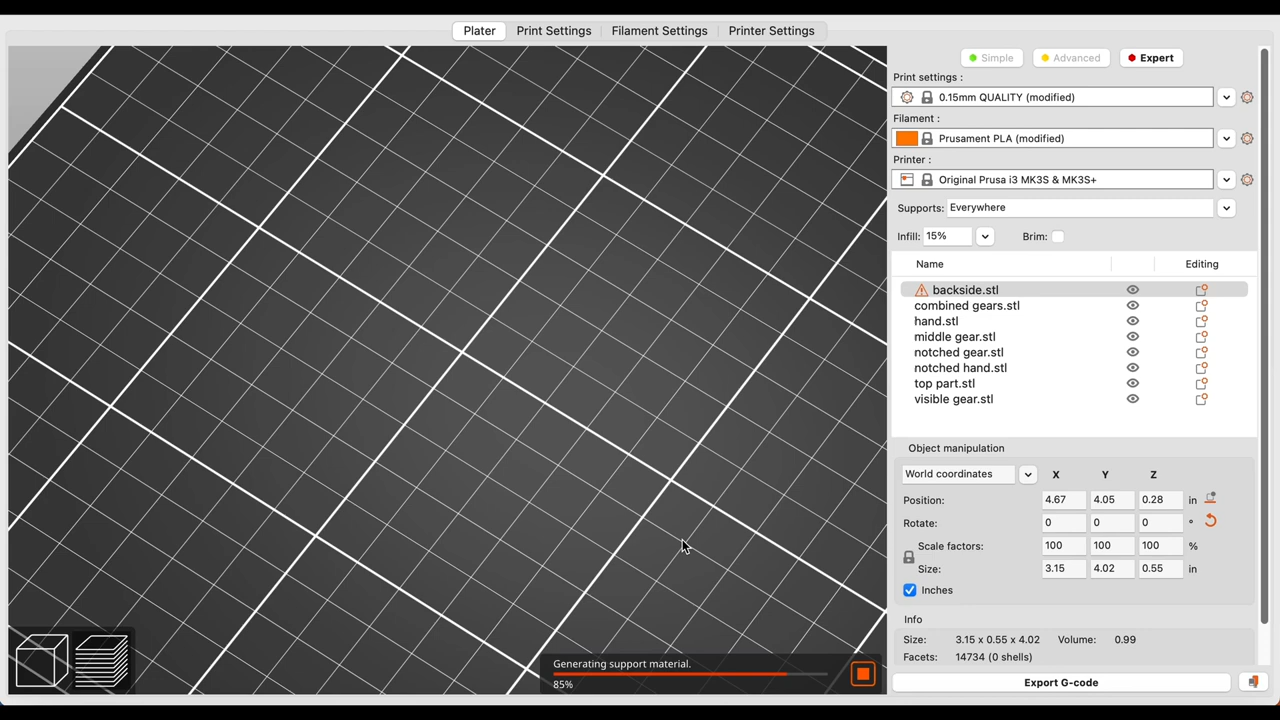 Plater Print Settings Filament Settings Printer Settings
Simple Advanced Expert
Print settings :
0.15mm QUALITY (modified)
Filament :
Prusament PLA (modified)
Printer :
Original Prusa i3 MK3S & MK3S+
Supports: Everywhere
Infill: 15% Brim:
Name Editing
backside.stl
combined gears.stl
hand.stl
middle gear.stl
notched gear.stl
notched hand.stl
top part.stl
visible gear.stl
Object manipulation
World coordinates X Y Z
Position: 4.67 4.05 0.28 in
Rotate: 0 0 0 °
Scale factors: 100 100 100 %
Size: 3.15 4.02 0.55 in
Inches
Info
Size: 3.15 x 0.55 x 4.02 Volume: 0.99
Facets: 14734 (0 shells)
Generating support material.
85%
Export G-code